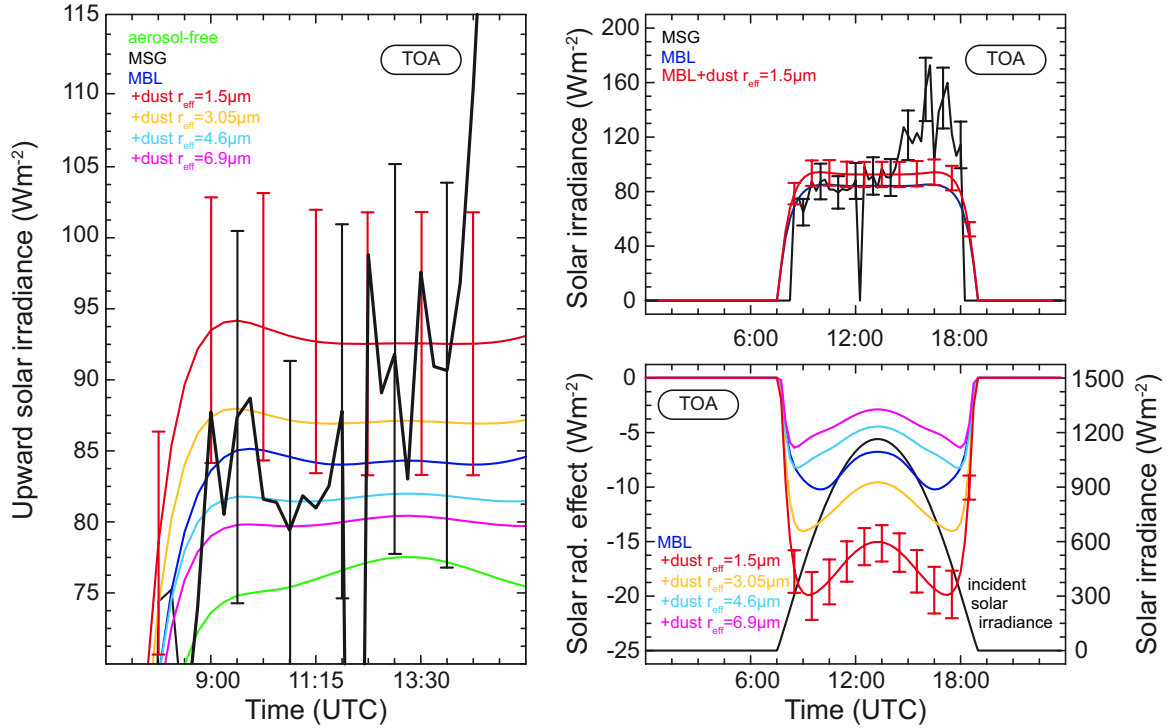 115
110
105
100
95
90
85
80
75
Upward solar irradiance (Wm-2)
aerosol-free
MSG
MBL
+dust reff=1.5µm
+dust reff=3.05µm
+dust reff=4.6µm
+dust reff=6.9µm
TOA
9:00 11:15 13:30
Time (UTC)
200
160
120
80
40
0
Solar irradiance (Wm-2)
MSG
MBL
MBL+dust reff=1.5µm
TOA
6:00 12:00 18:00
0
-5
-10
-15
-20
-25
Solar rad. effect (Wm-2)
TOA
MBL
+dust reff=1.5µm
+dust reff=3.05µm
+dust reff=4.6µm
+dust reff=6.9µm
incident
solar
irradiance
1500
1200
900
600
300
0
Solar irradiance (Wm-2)
6:00 12:00 18:00
Time (UTC)